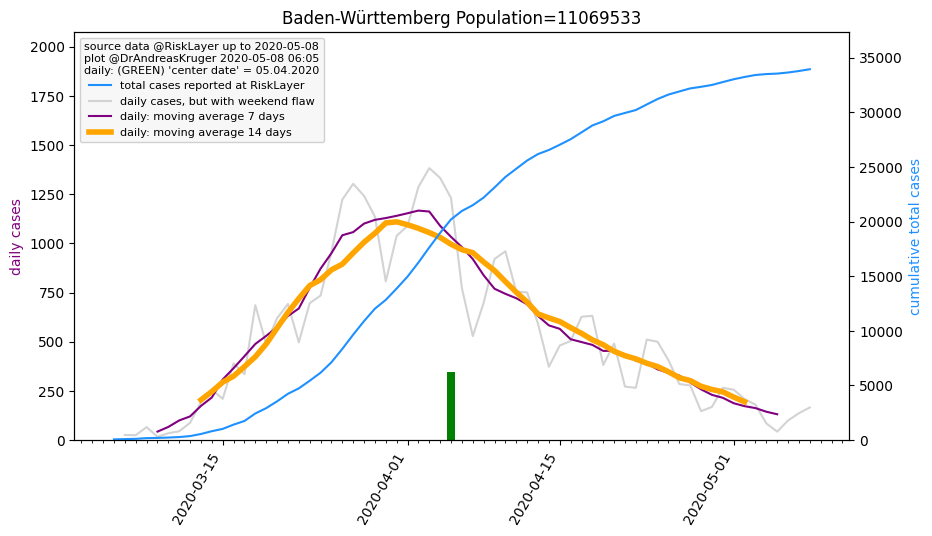 Baden-Württemberg Population=11069533
source data @RiskLayer up to 2020-05-08
plot @DrAndreasKruger 2020-05-08 06:05
daily: (GREEN) 'center date' = 05.04.2020
total cases reported at RiskLayer
daily cases, but with weekend flaw
daily: moving average 7 days
daily: moving average 14 days
daily cases
2000
1750
1500
1250
1000
750
500
250
0
35000
30000
25000
20000
15000
10000
5000
0
cumulative total cases
2020-03-15
2020-04-01
2020-04-15
2020-05-01